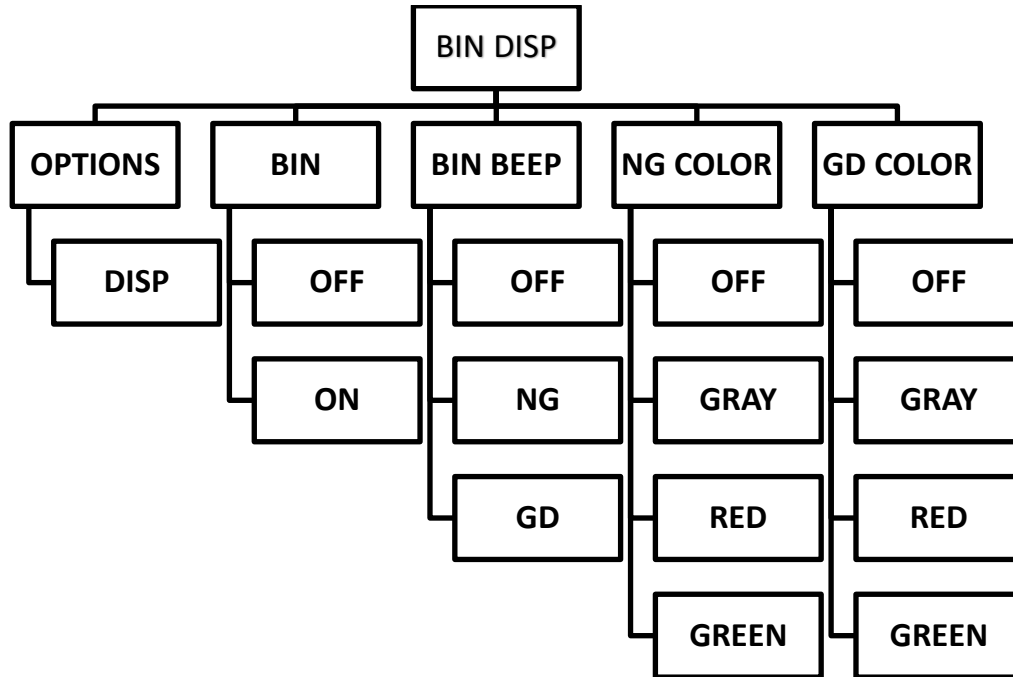 BIN DISP
OPTIONS
BIN
BIN BEEP
NG COLOR
GD COLOR
DISP
OFF
OFF
OFF
OFF
ON
NG
GRAY
GRAY
GD
RED
RED
GREEN
GREEN